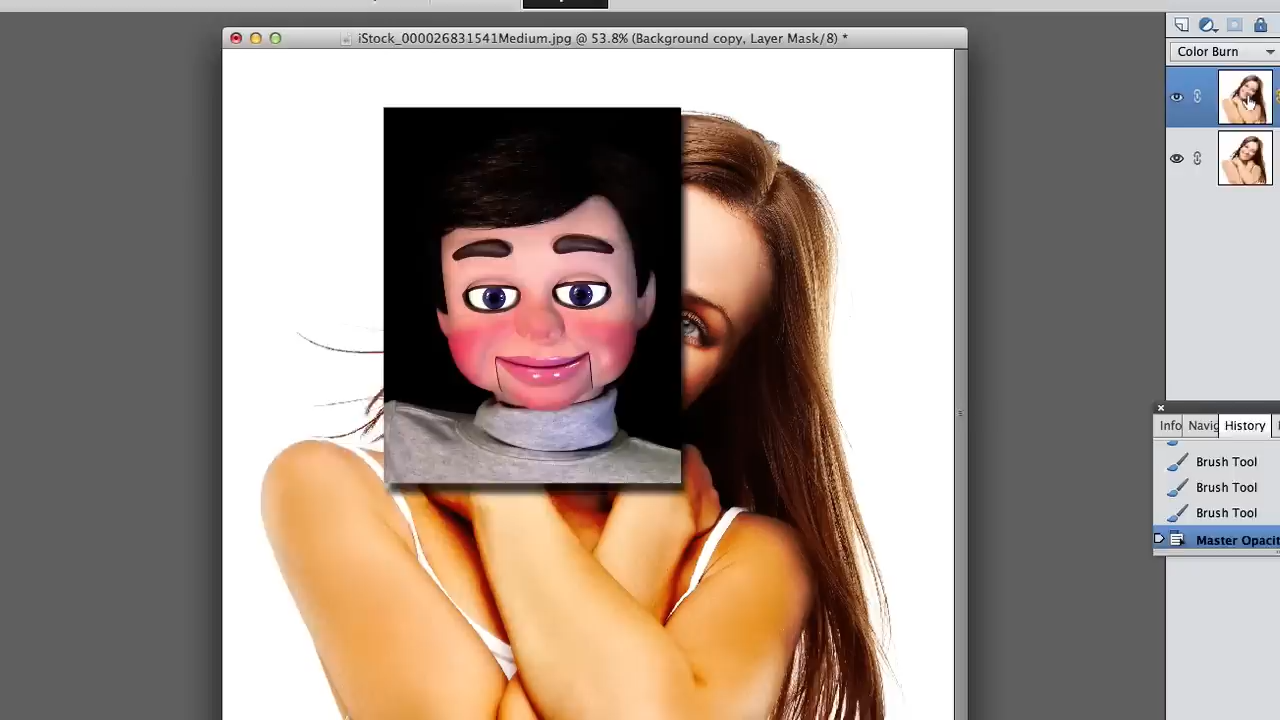 iStock_000026831541Medium.jpg @ 53.8% (Background copy, Layer Mask/8) *
Color Burn
Info
Navig
History
Brush Tool
Brush Tool
Brush Tool
Master Opacit